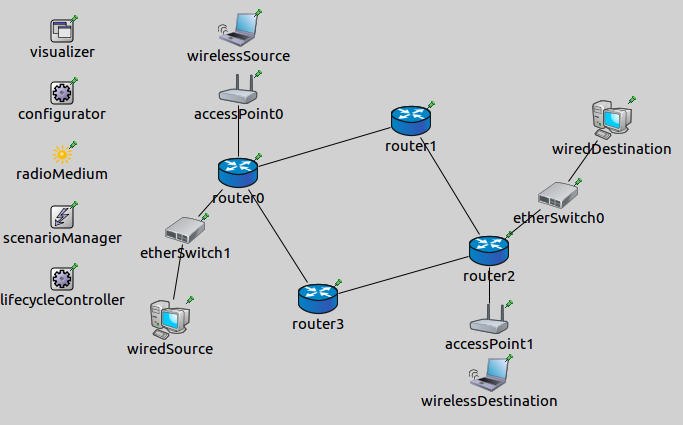 visualizer
configurator
radioMedium
scenarioManager
lifecycleController
wirelessSource
accessPoint0
router1
wiredDestination
router0
etherSwitch0
etherSwitch1
router2
router3
wiredSource
accessPoint1
wirelessDestination